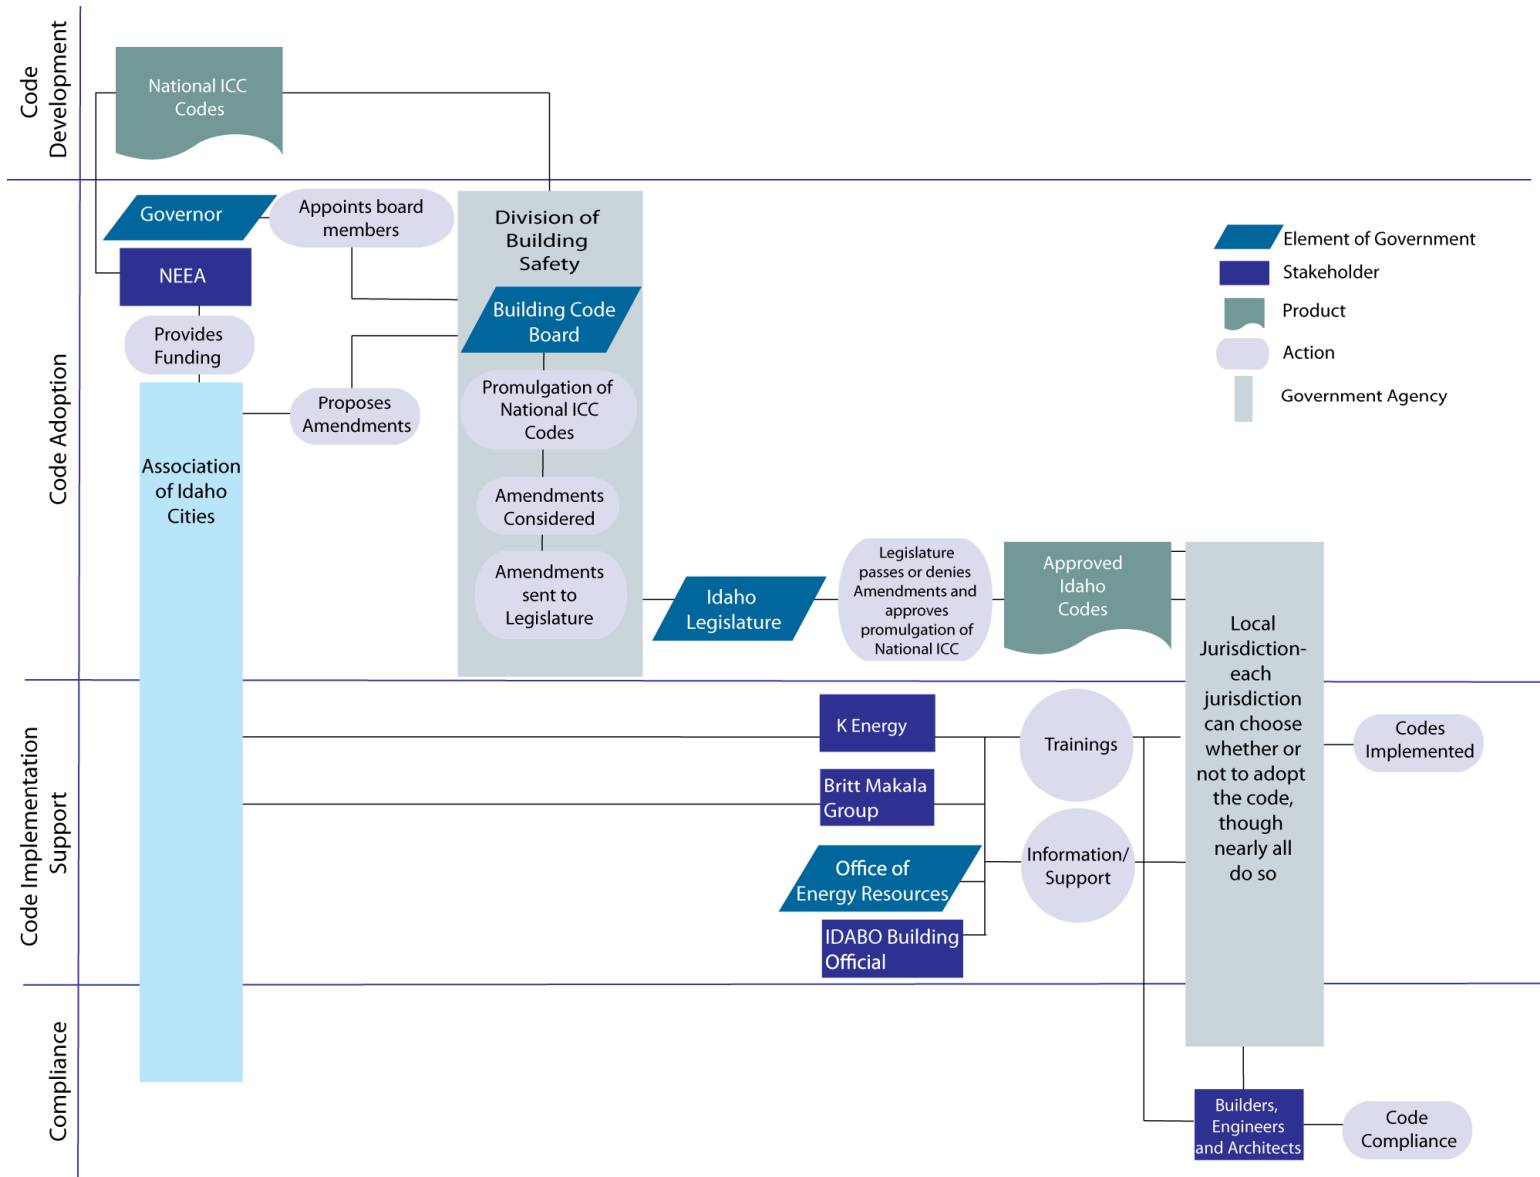 Code
Development
National ICC
Codes
Code Adoption
Governor
Appoints board
members
NEEA
Provides
Funding
Proposes
Amendments
Association
of Idaho
Cities
Division of
Building
Safety
Building Code
Board
Promulgation of
National ICC
Codes
Amendments
Considered
Amendments
sent to
Legislature
Idaho
Legislature
Legislature
passes or denies
Amendments and
approves
promulgation of
National ICC
Approved
Idaho
Codes
Element of Government
Stakeholder
Product
Action
Government Agency
Local
Jurisdiction-
each
jurisdiction
can choose
whether or
not to adopt
the code,
though
nearly all
do so
Code Implementation
Support
K Energy
Britt Makala
Group
Office of
Energy Resources
IDABO Building
Official
Trainings
Information/
Support
Codes
Implemented
Compliance
Builders,
Engineers
and Architects
Code
Compliance